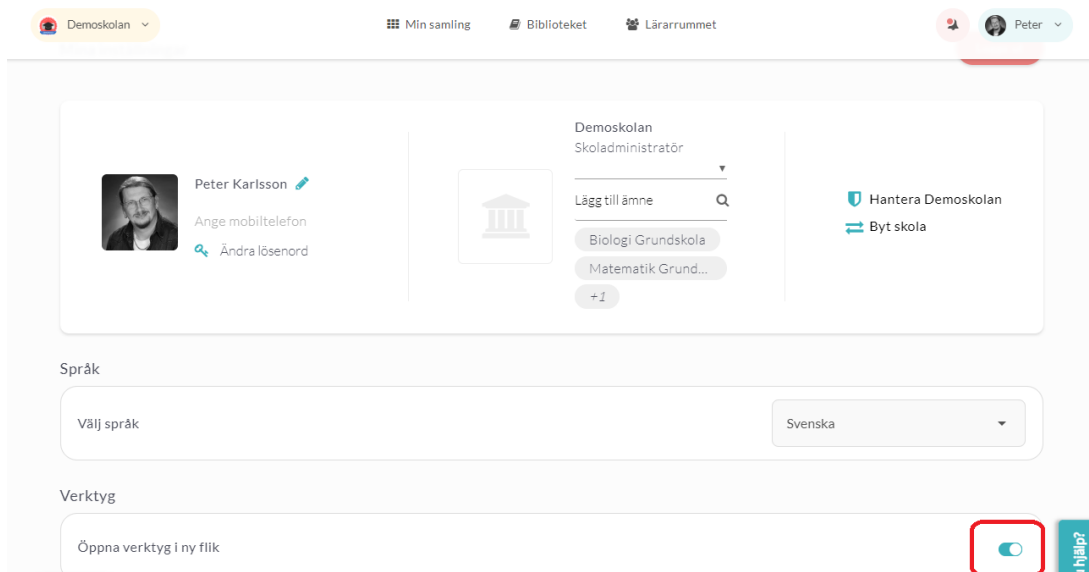 Demoskolan
Min samling
Biblioteket
Lärarrummet
Peter
Peter Karlsson
Ange mobiltelefon
Ändra lösenord
Demoskolan
Skoladministratör
Lägg till ämne
Biologi Grundskola
Matematik Grund...
+1
Hantera Demoskolan
Byt skola
Språk
Välj språk
Svenska
Verktyg
Öppna verktyg i ny flik
hjälp?